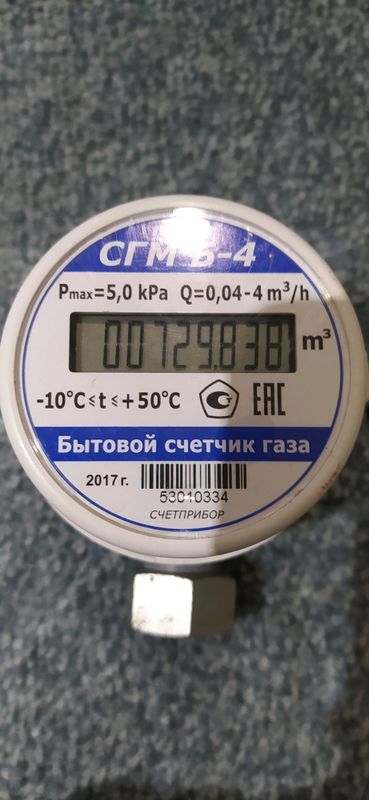 СГМ Б-4
Pmax=5,0 kPa Q=0,04-4 m³/h
00729.838 m³
-10°C≤t≤+50°C ЕАС
Бытовой счетчик газа
2017 г.
53010334
СЧЕТПРИБОР